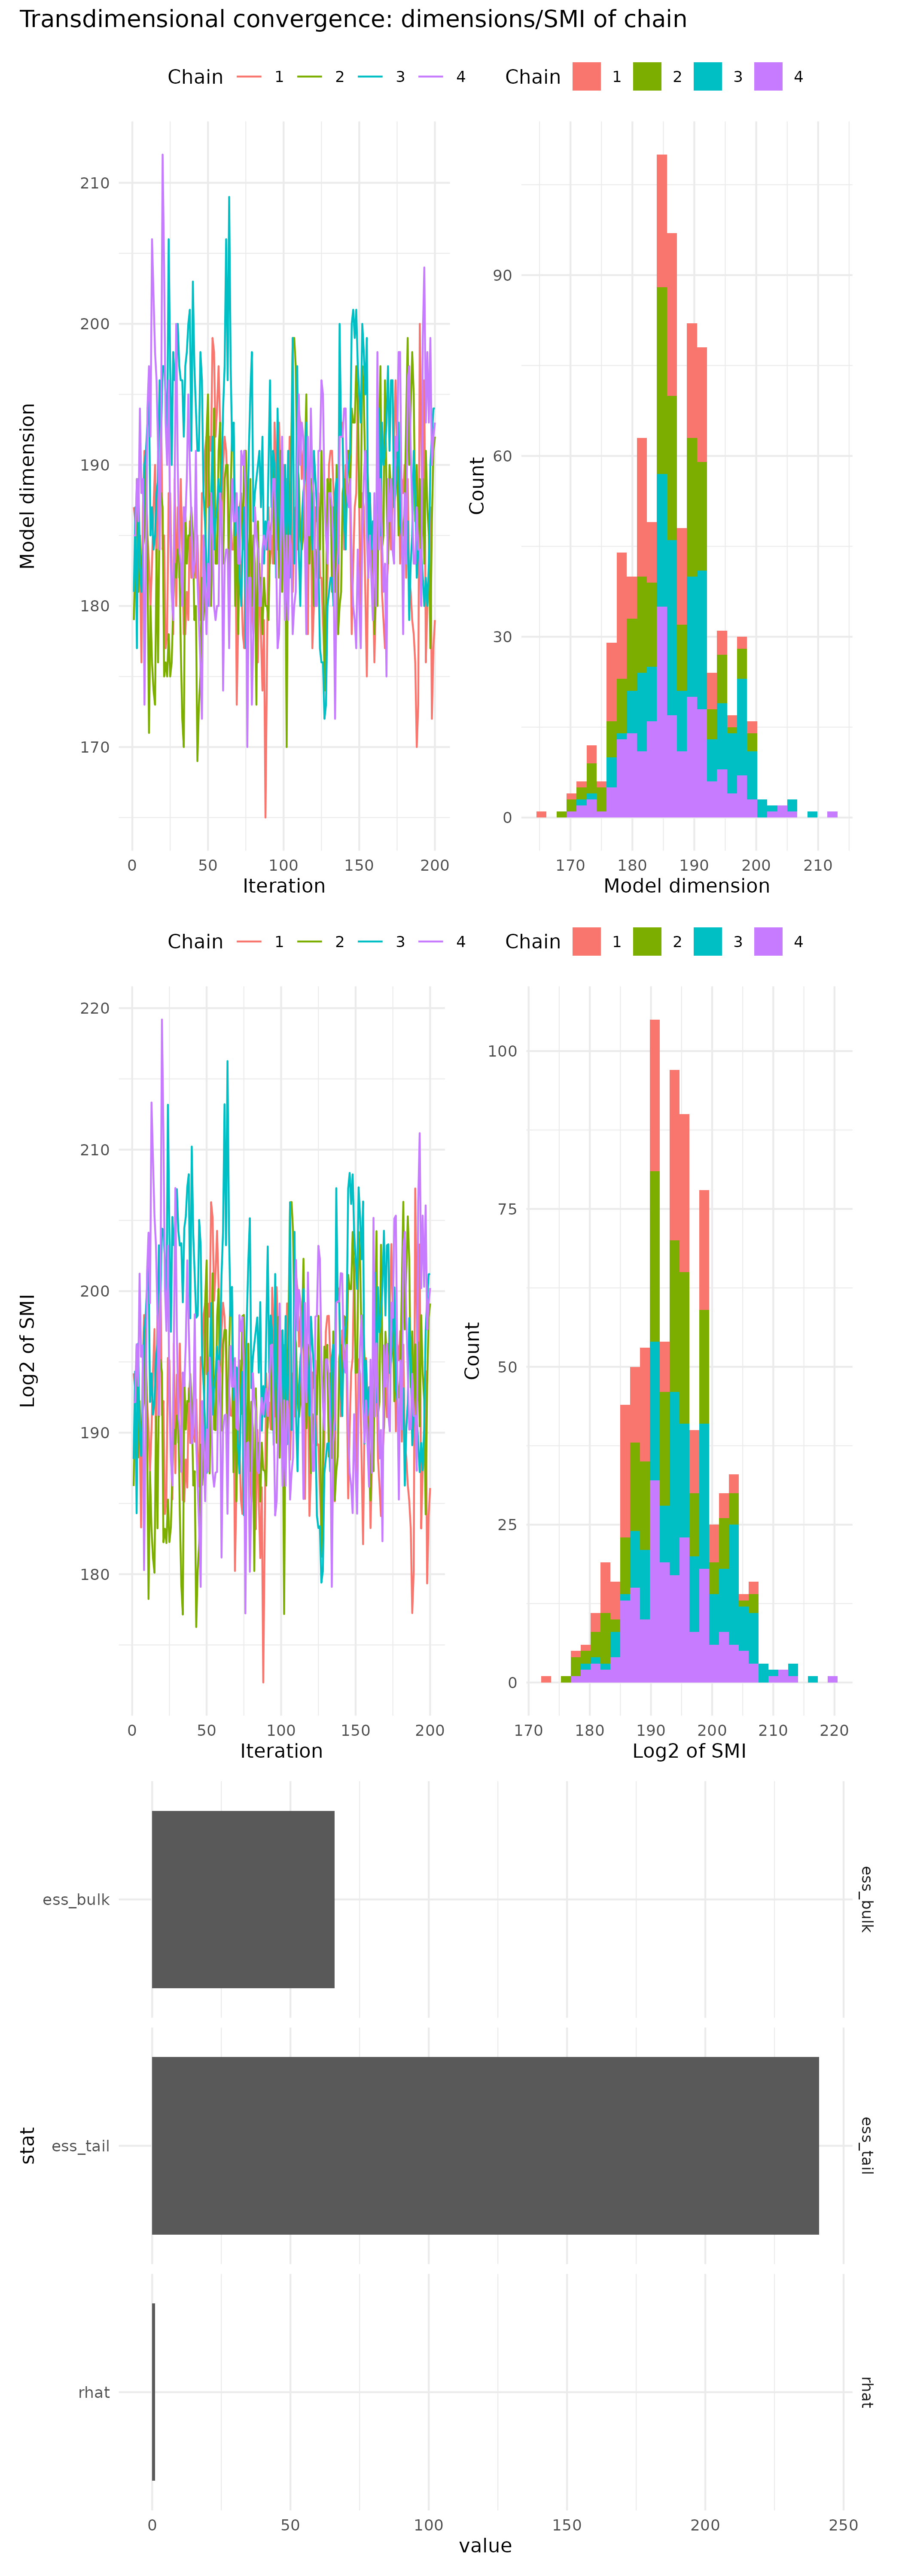 Transdimensional convergence: dimensions/SMI of chain
Chain 1 2 3 4
Chain 1 2 3 4
Model dimension
210
200
190
180
170
0 50 100 150 200
Iteration
Count
90
60
30
0
170 180 190 200 210
Model dimension
Chain 1 2 3 4
Chain 1 2 3 4
Log2 of SMI
220
210
200
190
180
0 50 100 150 200
Iteration
Count
100
75
50
25
0
170 180 190 200 210 220
Log2 of SMI
stat
ess_bulk
ess_bulk
ess_tail
ess_tail
rhat
rhat
0 50 100 150 200 250
value